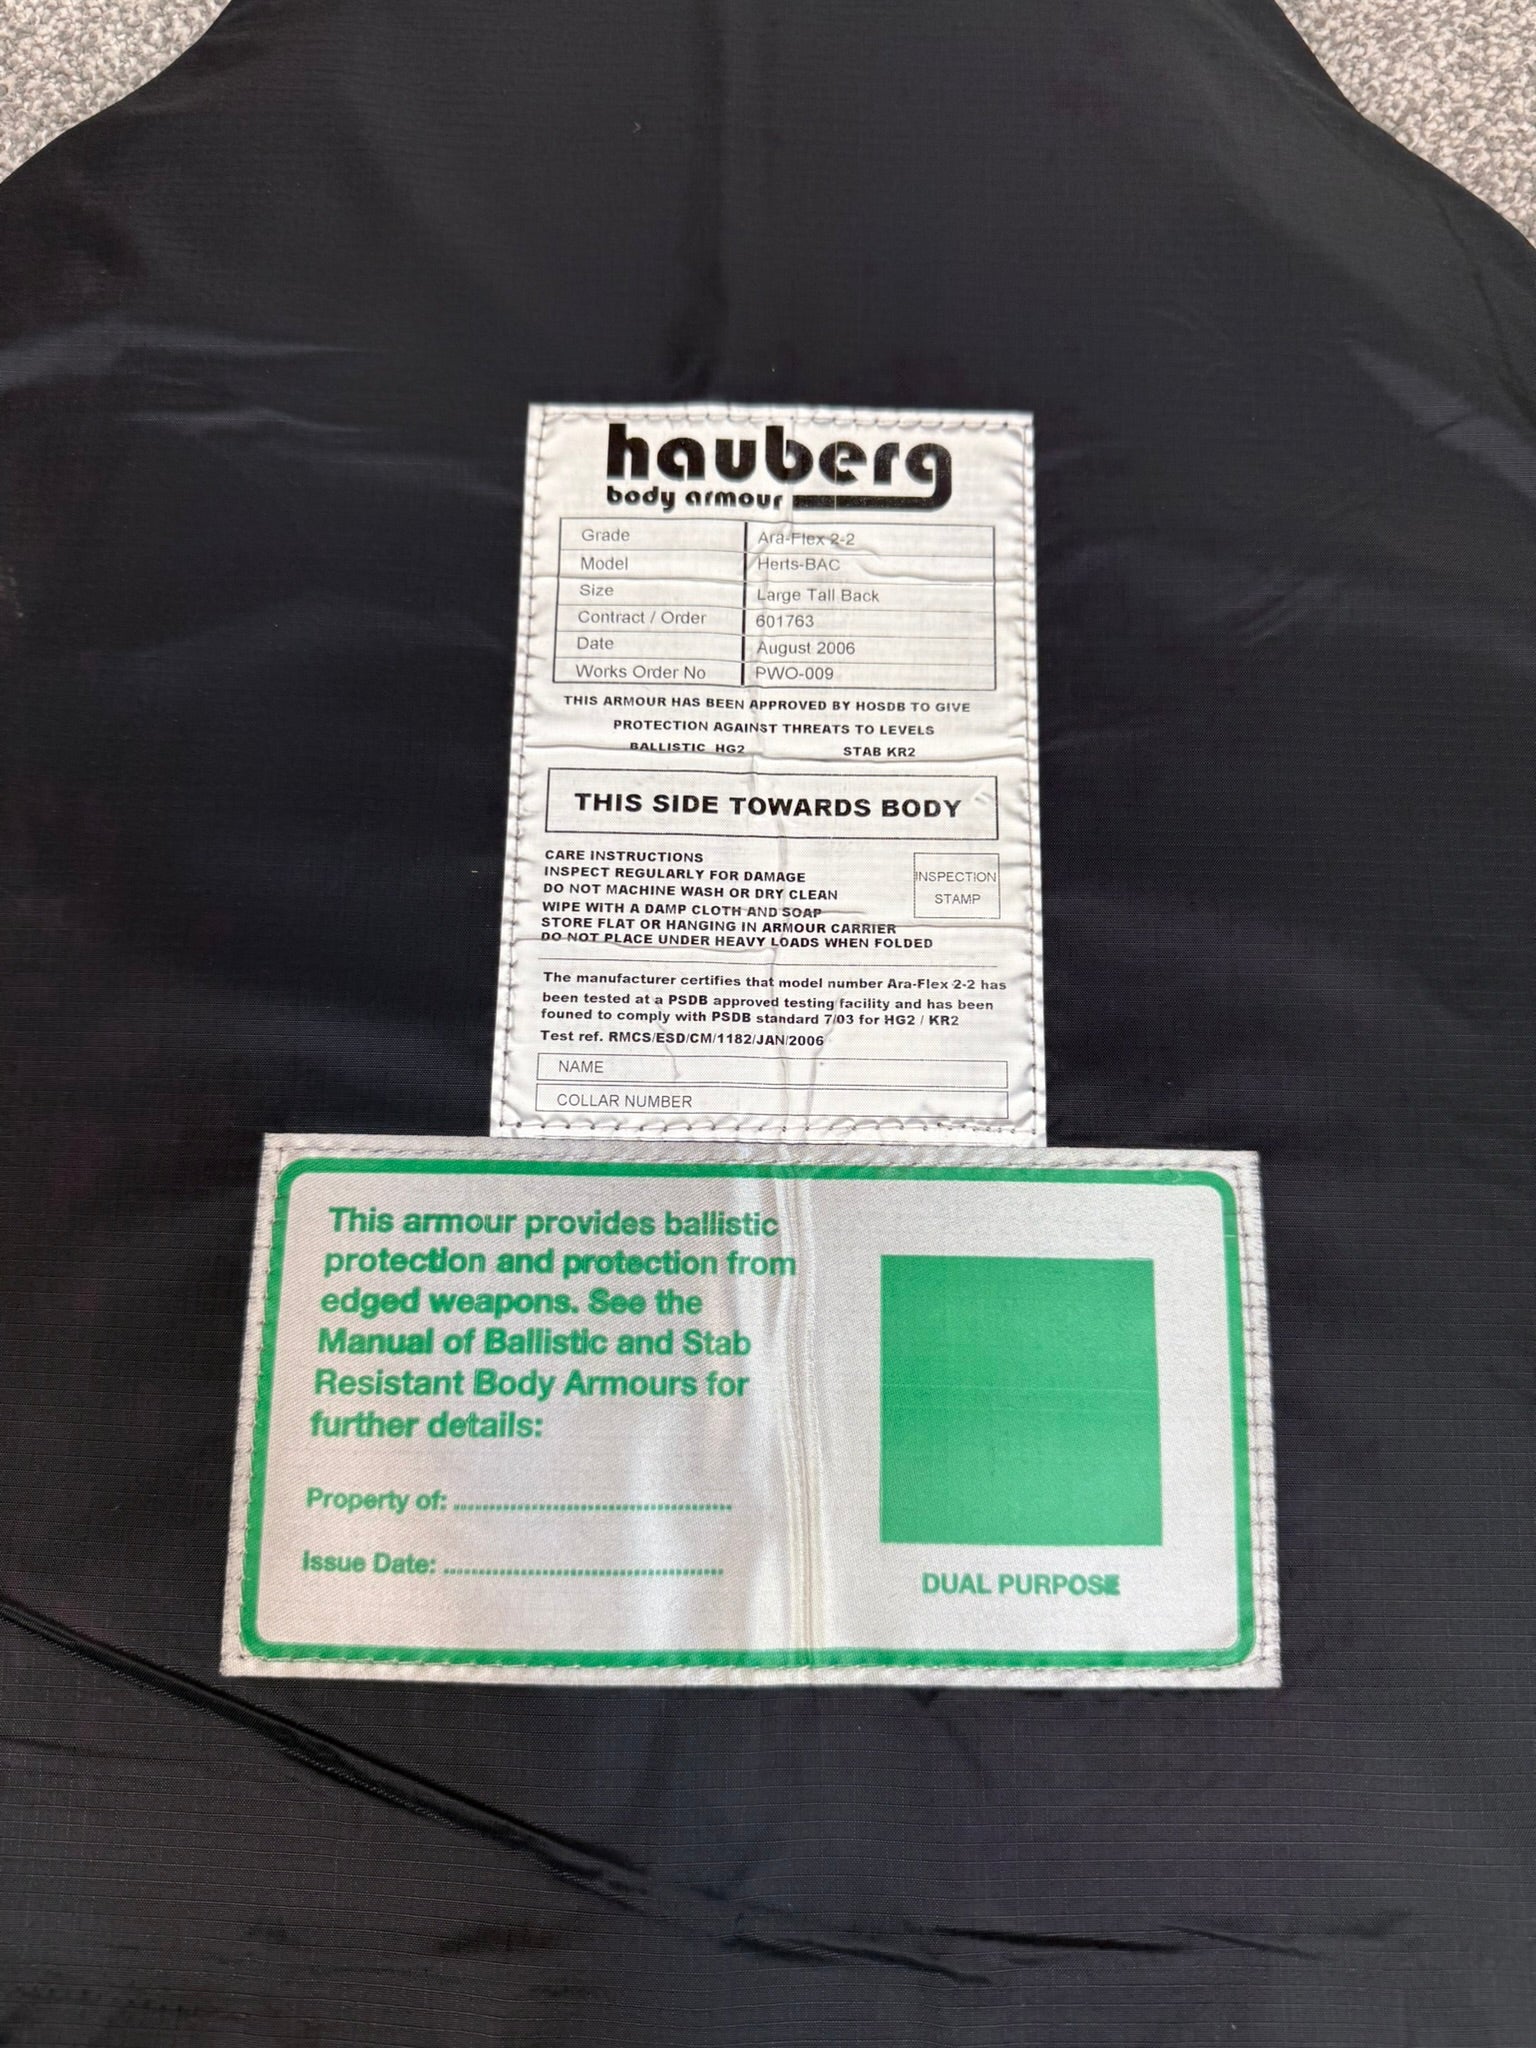 hauberg
body armour
Grade Ara-Flex 2-2
Model Herts-BAC
Size Large Tall Back
Contract / Order 601763
Date August 2006
Works Order No PWO-009
THIS ARMOUR HAS BEEN APPROVED BY HOSDB TO GIVE
PROTECTION AGAINST THREATS TO LEVELS
BALLISTIC HG2 STAB KR2
THIS SIDE TOWARDS BODY
CARE INSTRUCTIONS
INSPECT REGULARLY FOR DAMAGE
DO NOT MACHINE WASH OR DRY CLEAN
WIPE WITH A DAMP CLOTH AND SOAP
STORE FLAT OR HANGING IN ARMOUR CARRIER
DO NOT PLACE UNDER HEAVY LOADS WHEN FOLDED
INSPECTION
STAMP
The manufacturer certifies that model number Ara-Flex 2-2 has
been tested at a PSDB approved testing facility and has been
founed to comply with PSDB standard 7/03 for HG2 / KR2
Test ref. RMCS/ESD/CM/1182/JAN/2006
NAME
COLLAR NUMBER
This armour provides ballistic
protection and protection from
edged weapons. See the
Manual of Ballistic and Stab
Resistant Body Armours for
further details:
Property of: ........................................
Issue Date: ........................................
DUAL PURPOSE